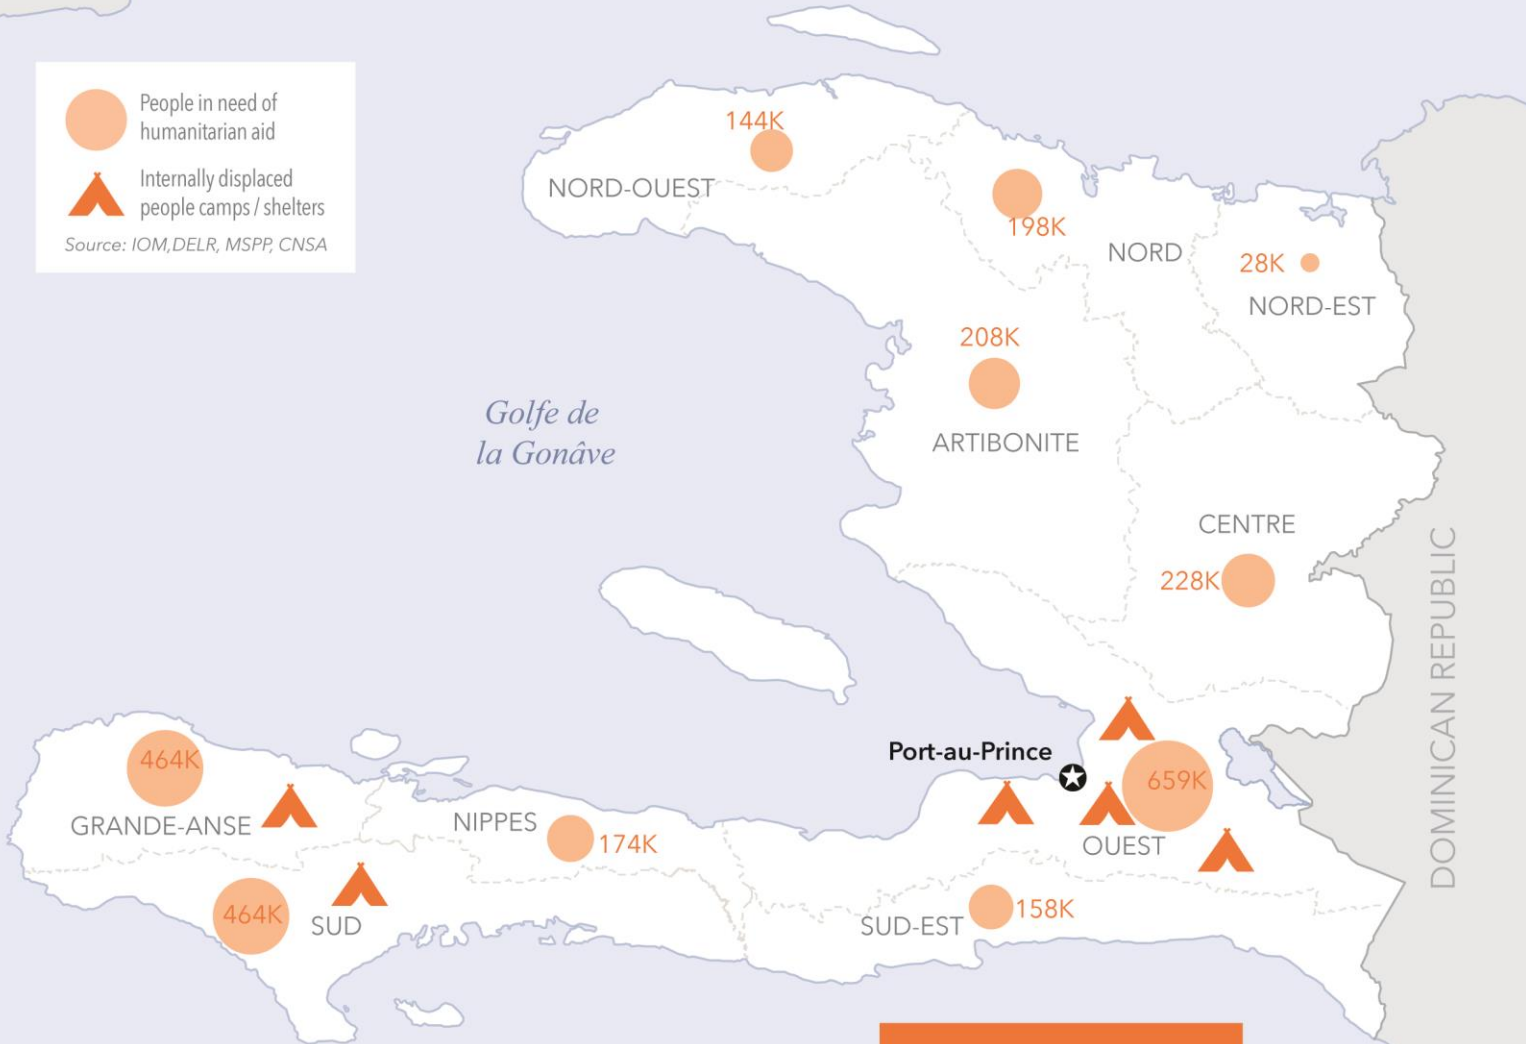 People in need of
humanitarian aid
Internally displaced
people camps / shelters
Source: IOM,DELR, MSPP, CNSA
144K
NORD-OUEST
198K
NORD
28K
NORD-EST
208K
ARTIBONITE
Golfe de
la Gonâve
CENTRE
228K
DOMINICAN REPUBLIC
Port-au-Prince
659K
OUEST
464K
GRANDE-ANSE
NIPPES
174K
464K
SUD
SUD-EST
158K